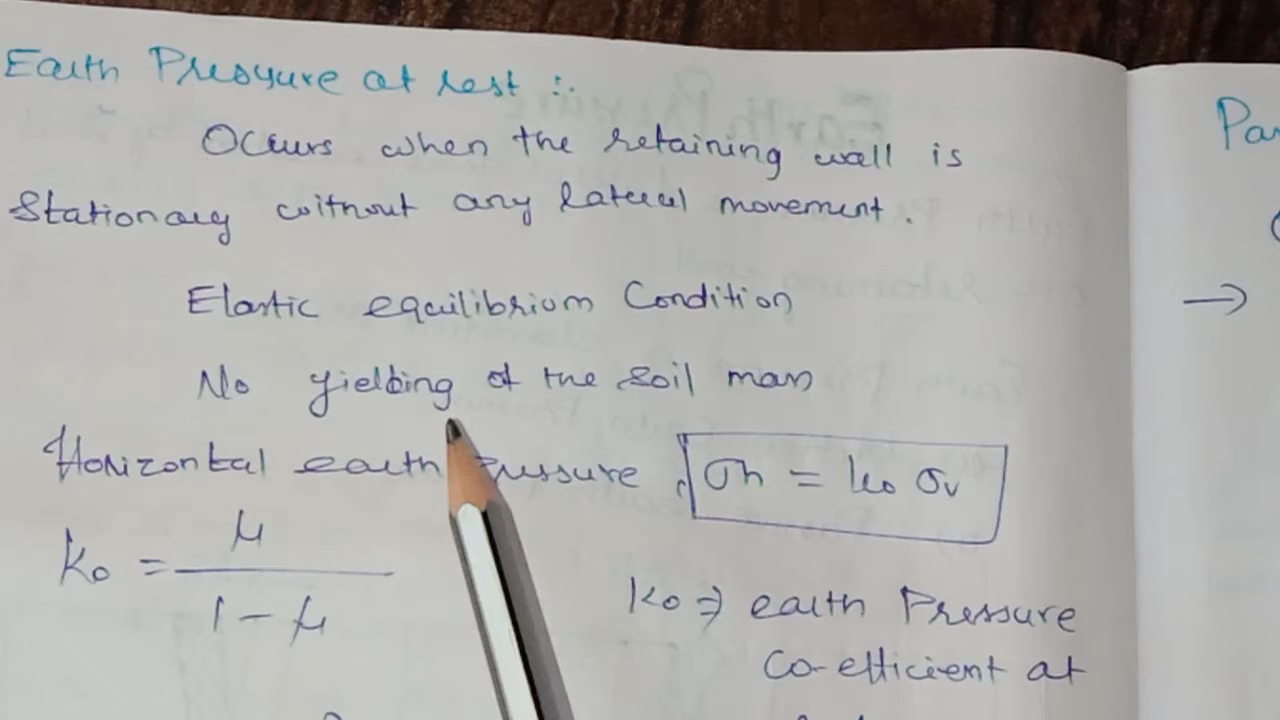 Earth Pressure at rest :-
Occurs when the retaining wall is
stationary without any lateral movement.
Elastic equilibrium Condition
No yielding of the soil mass
Horizontal earth pressure, σh = k₀ σv
K₀ = μ / 1 - μ
K₀ ⇒ earth Pressure
co-efficient at
→